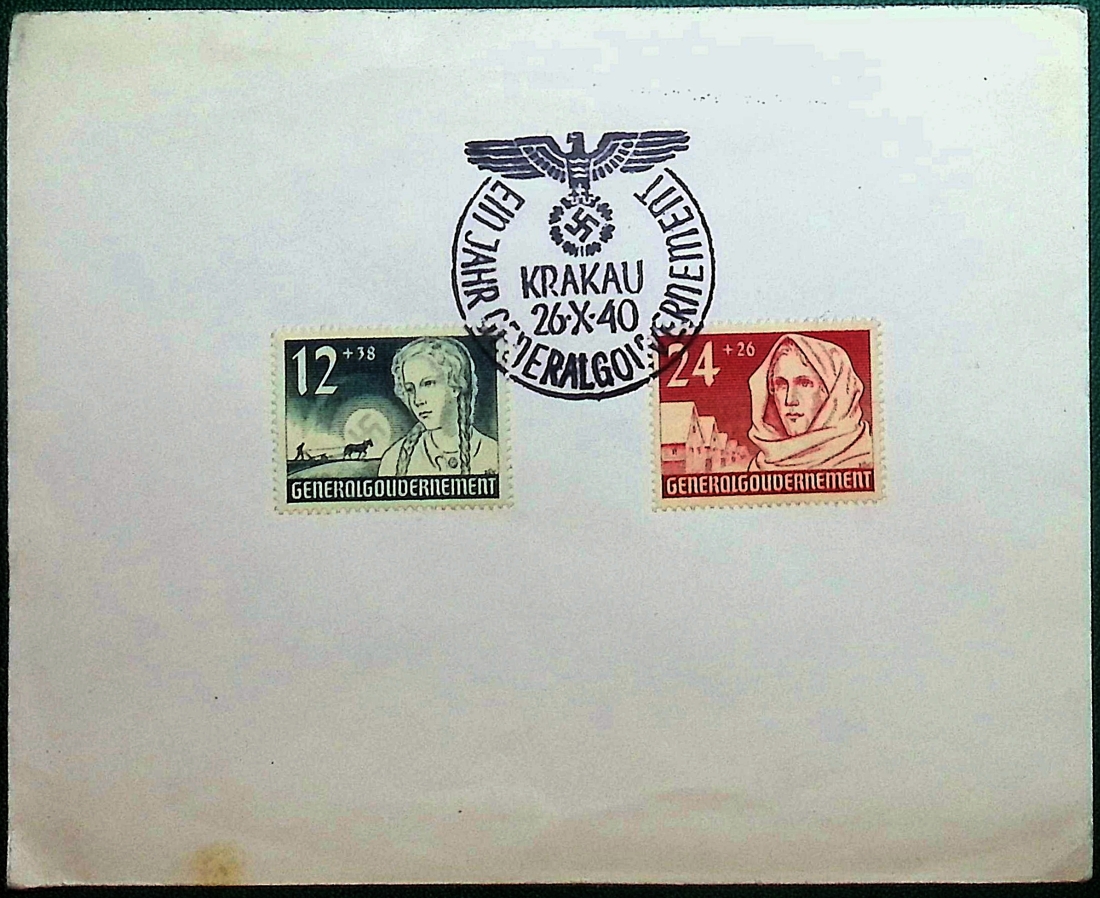 EIN JAHR GENERALGOUVERNEMENT
KRAKAU
26·X·40
12 + 38
GENERALGOUVERNEMENT
24 + 26
GENERALGOUVERNEMENT